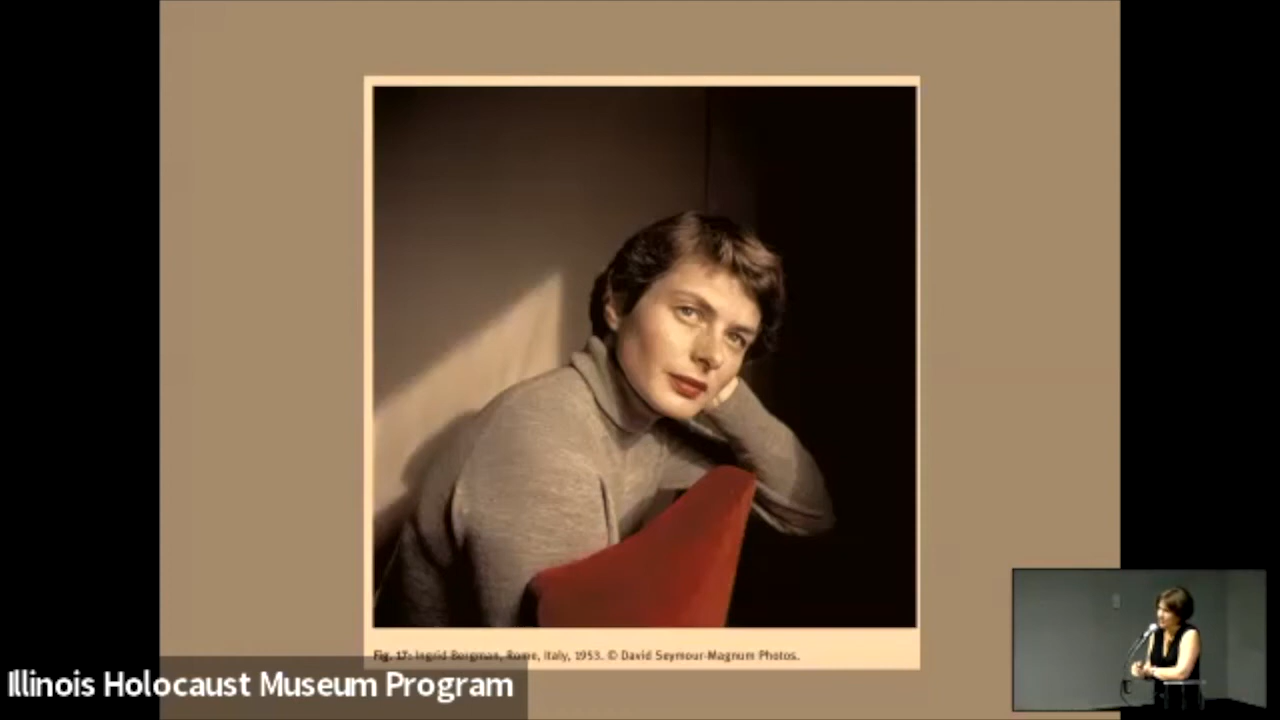 Fig. 17: Ingrid Bergman, Rome, Italy, 1953. © David Seymour-Magnum Photos.
Illinois Holocaust Museum Program